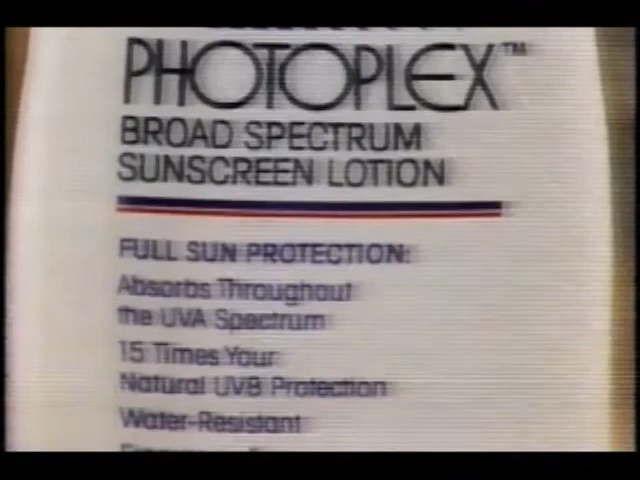 PHOTOPLEX™
BROAD SPECTRUM
SUNSCREEN LOTION
FULL SUN PROTECTION:
Absorbs Throughout
the UVA Spectrum
15 Times Your
Natural UVB Protection
Water-Resistant